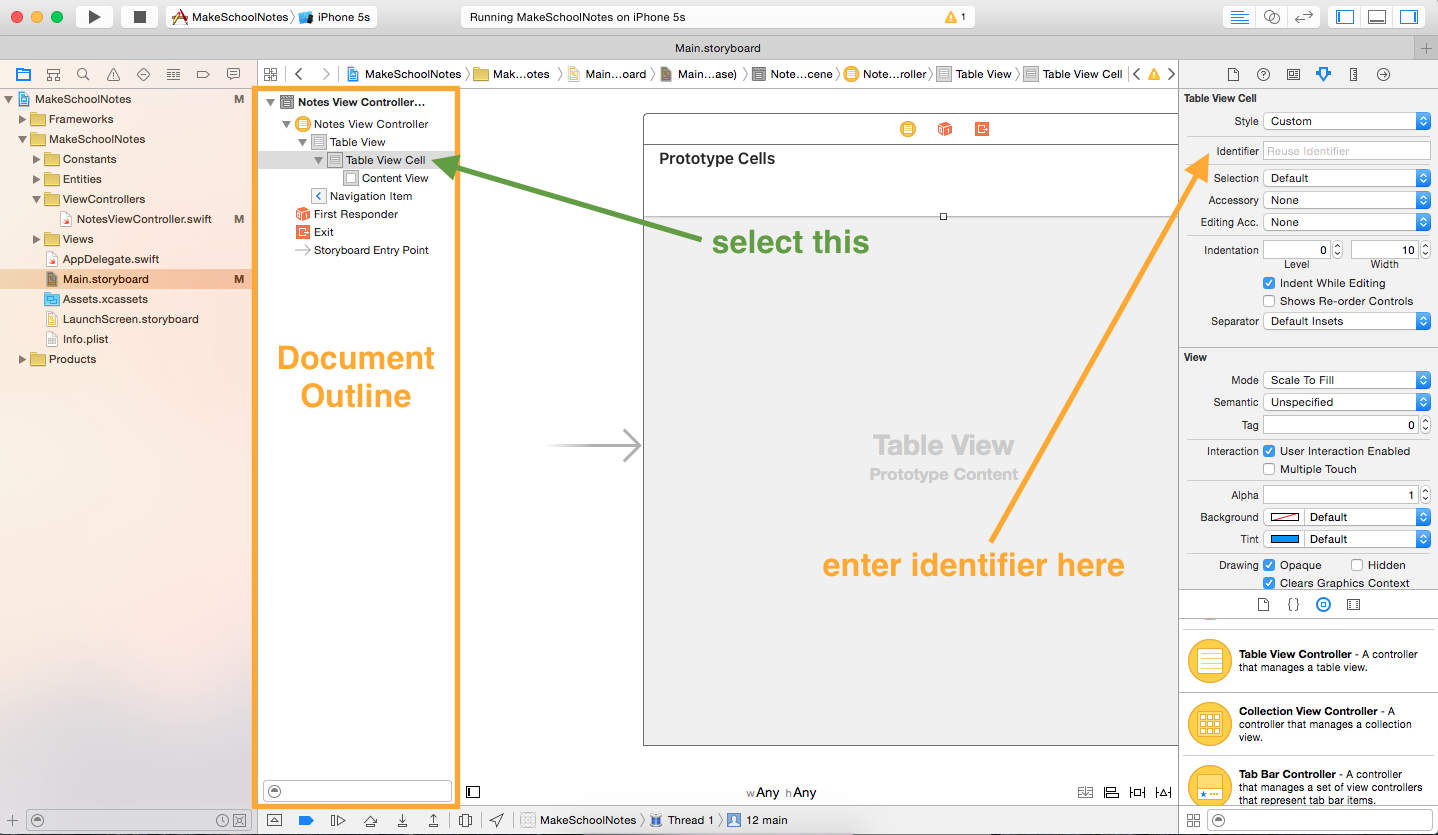 MakeSchoolNotes
iPhone 5s
Running MakeSchoolNotes on iPhone 5s
1
Main.storyboard
MakeSchoolNotes
Mak...otes
Main...oard
Main...ase)
Note...cene
Note...roller
Table View
Table View Cell
MakeSchoolNotes
M
Frameworks
MakeSchoolNotes
Constants
Entities
ViewControllers
NotesViewController.swift
M
Views
AppDelegate.swift
Main.storyboard
M
Assets.xcassets
LaunchScreen.storyboard
Info.plist
Products
Notes View Controller...
Notes View Controller
Table View
Table View Cell
Content View
Navigation Item
First Responder
Exit
Storyboard Entry Point
Document
Outline
Prototype Cells
select this
Table View
Prototype Content
enter identifier here
wAny hAny
MakeSchoolNotes
Thread 1
12 main
Table View Cell
Style Custom
Identifier Reuse Identifier
Selection Default
Accessory None
Editing Acc. None
Indentation 0 10
Level Width
Indent While Editing
Shows Re-order Controls
Separator Default Insets
View
Mode Scale To Fill
Semantic Unspecified
Tag 0
Interaction User Interaction Enabled
Multiple Touch
Alpha 1
Background Default
Tint Default
Drawing Opaque Hidden
Clears Graphics Context
{ }
Table View Controller - A controller
that manages a table view.
Collection View Controller - A
controller that manages a collection
view.
Tab Bar Controller - A controller
that manages a set of view controllers
that represent tab bar items.